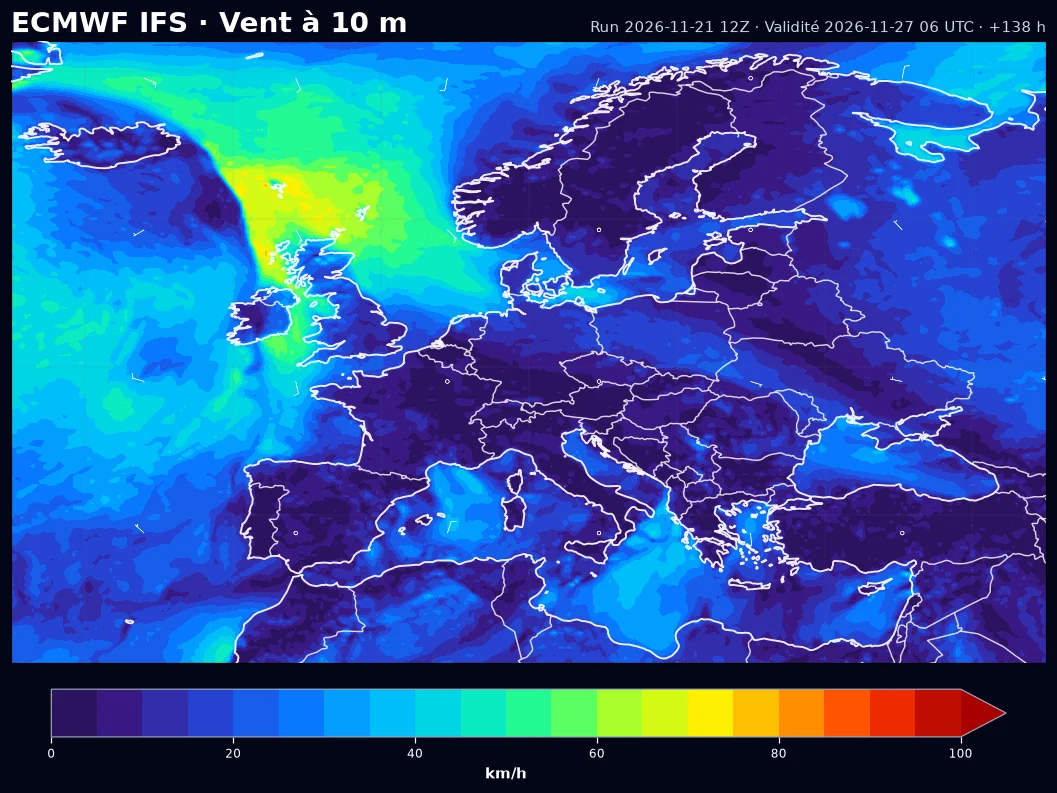 ECMWF IFS · Vent à 10 m
Run 2026-11-21 12Z · Validité 2026-11-27 06 UTC · +138 h
0 20 40 60 80 100
km/h